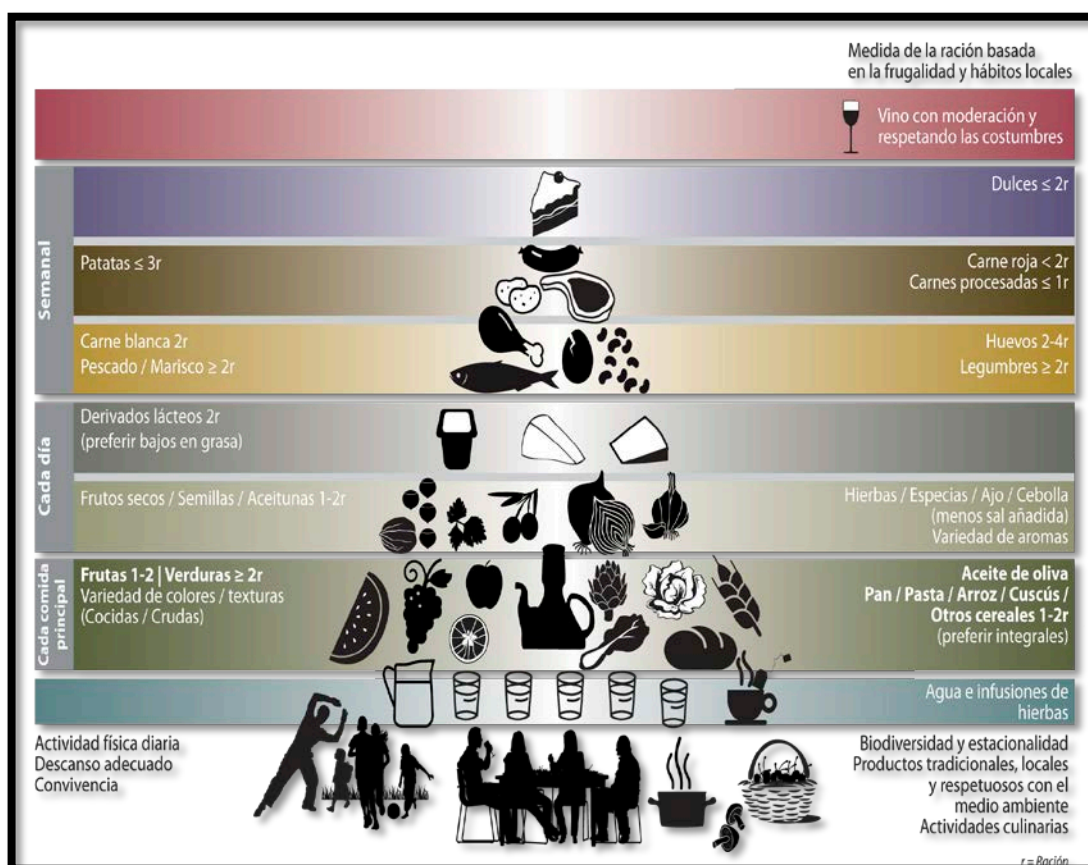 Medida de la ración basada
en la frugalidad y hábitos locales
Vino con moderación y
respetando las costumbres
Semanal
Dulces ≤ 2r
Patatas ≤ 3r
Carne roja < 2r
Carnes procesadas ≤ 1r
Carne blanca 2r
Pescado / Marisco ≥ 2r
Huevos 2-4r
Legumbres ≥ 2r
Cada día
Derivados lácteos 2r
(preferir bajos en grasa)
Frutos secos / Semillas / Aceitunas 1-2r
Hierbas / Especias / Ajo / Cebolla
(menos sal añadida)
Variedad de aromas
Cada comida
principal
Frutas 1-2 | Verduras ≥ 2r
Variedad de colores / texturas
(Cocidas / Crudas)
Aceite de oliva
Pan / Pasta / Arroz / Cuscús /
Otros cereales 1-2r
(preferir integrales)
Agua e infusiones de
hierbas
Actividad física diaria
Descanso adecuado
Convivencia
Biodiversidad y estacionalidad
Productos tradicionales, locales
y respetuosos con el
medio ambiente
Actividades culinarias
r = Ración